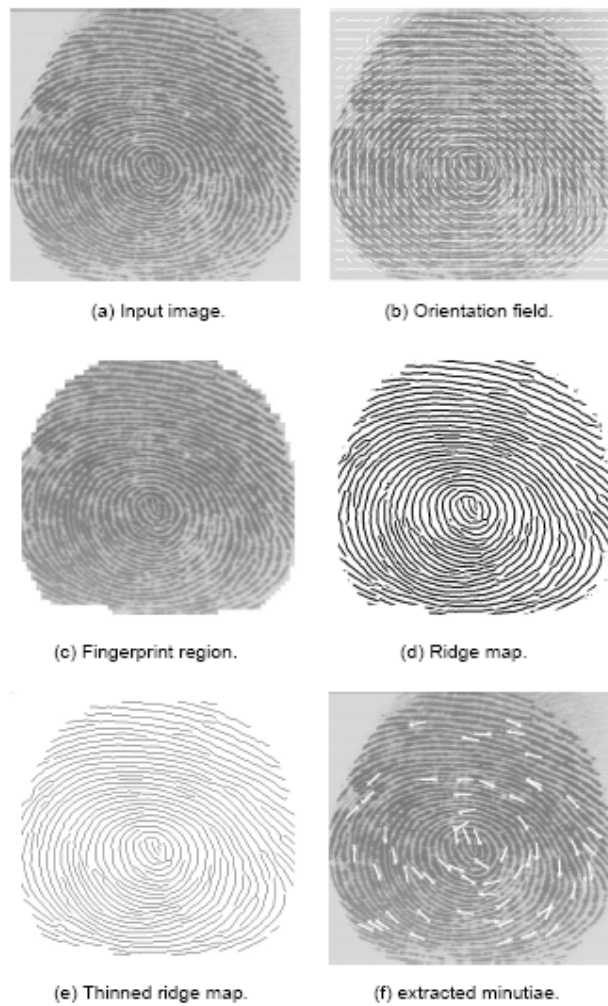 (a) Input image.
(b) Orientation field.
(c) Fingerprint region.
(d) Ridge map.
(e) Thinned ridge map.
(f) extracted minutiae.